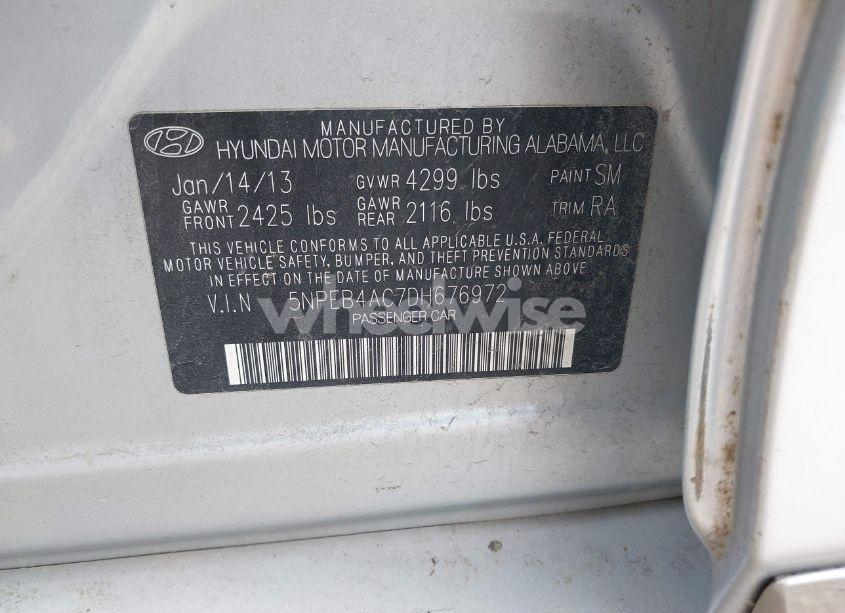 MANUFACTURED BY
HYUNDAI MOTOR MANUFACTURING ALABAMA, LLC
Jan/14/13 GVWR 4299 lbs PAINT SM
GAWR FRONT 2425 lbs GAWR REAR 2116 lbs TRIM RA
THIS VEHICLE CONFORMS TO ALL APPLICABLE U.S.A. FEDERAL
MOTOR VEHICLE SAFETY, BUMPER, AND THEFT PREVENTION STANDARDS
IN EFFECT ON THE DATE OF MANUFACTURE SHOWN ABOVE
V.I.N 5NPEB4AC7DH676972
PASSENGER CAR
wheelwise